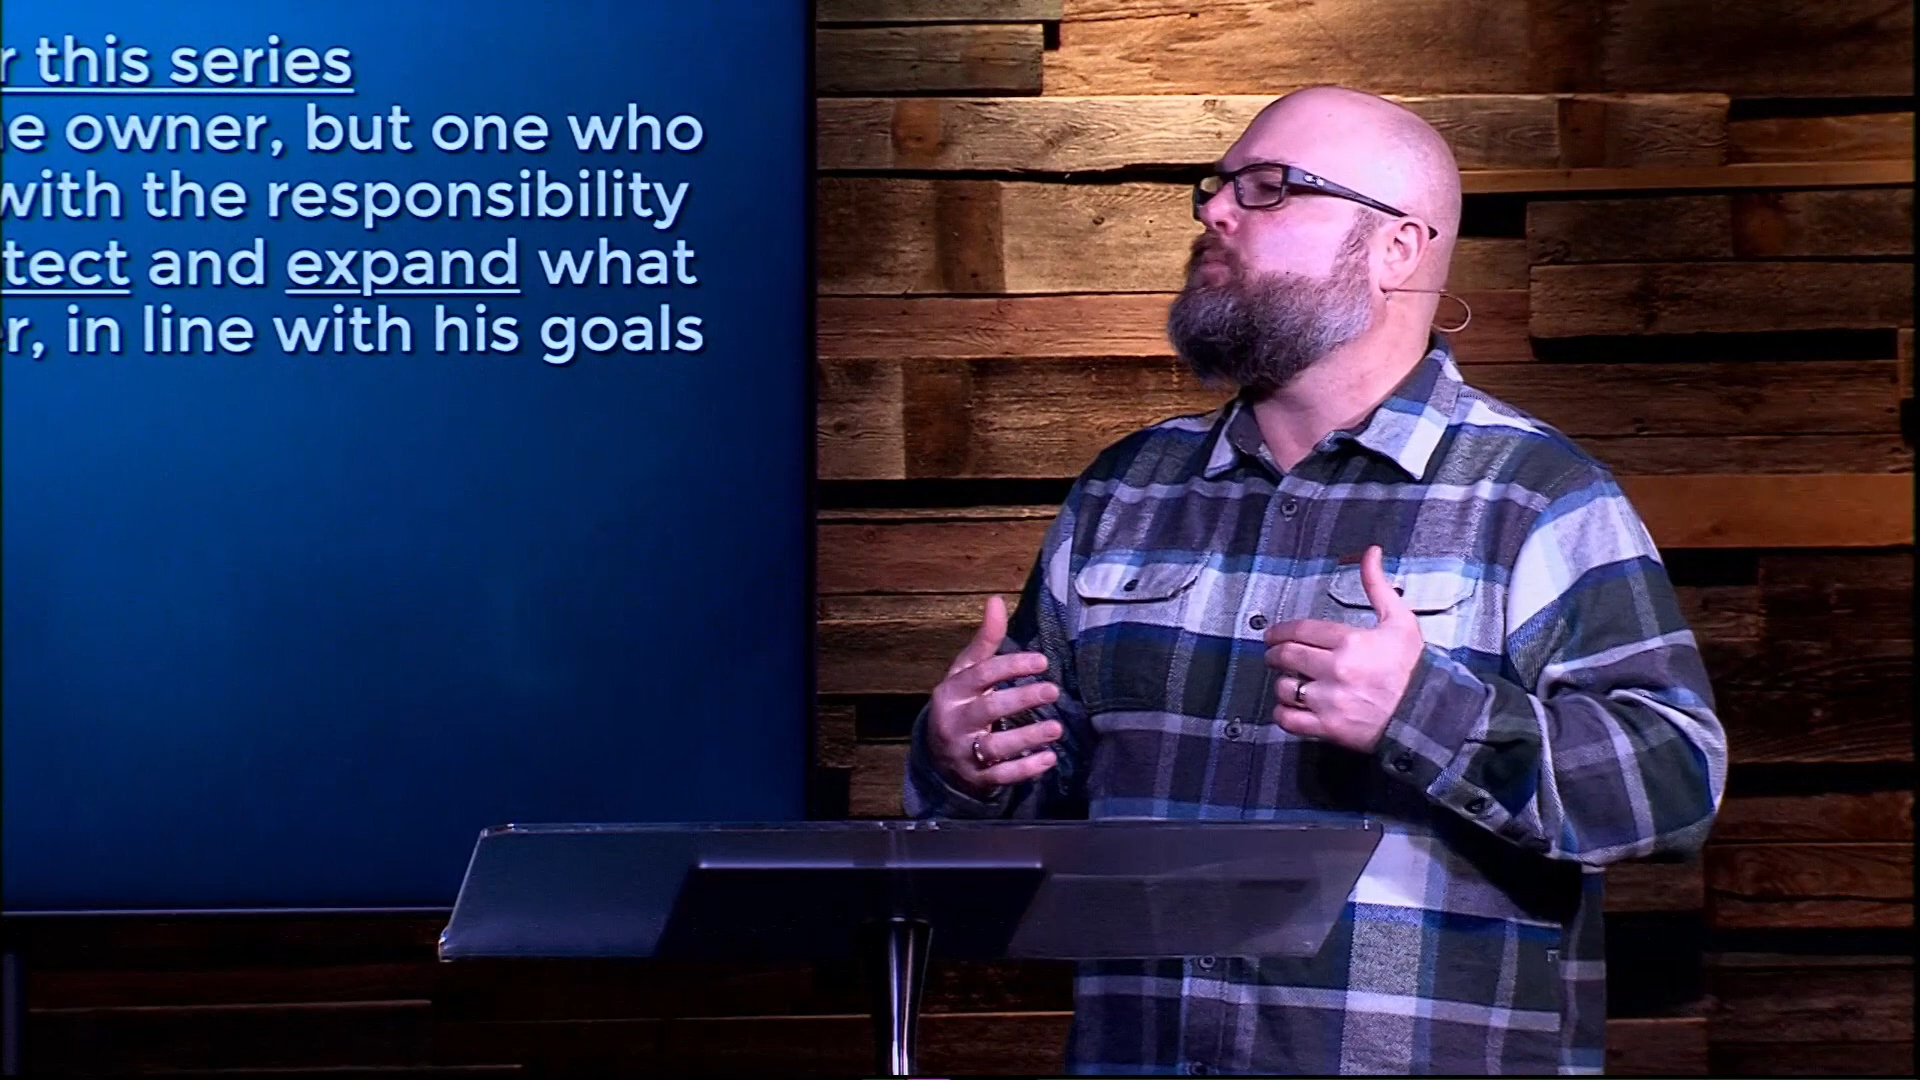 r this series
e owner, but one who
with the responsibility
tect and expand what
r, in line with his goals